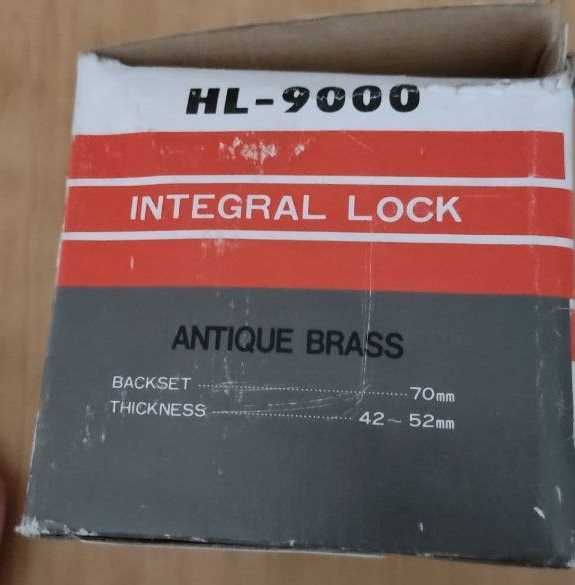 HL-9000
INTEGRAL LOCK
ANTIQUE BRASS
BACKSET ........................................ 70mm
THICKNESS ........................... 42~52mm